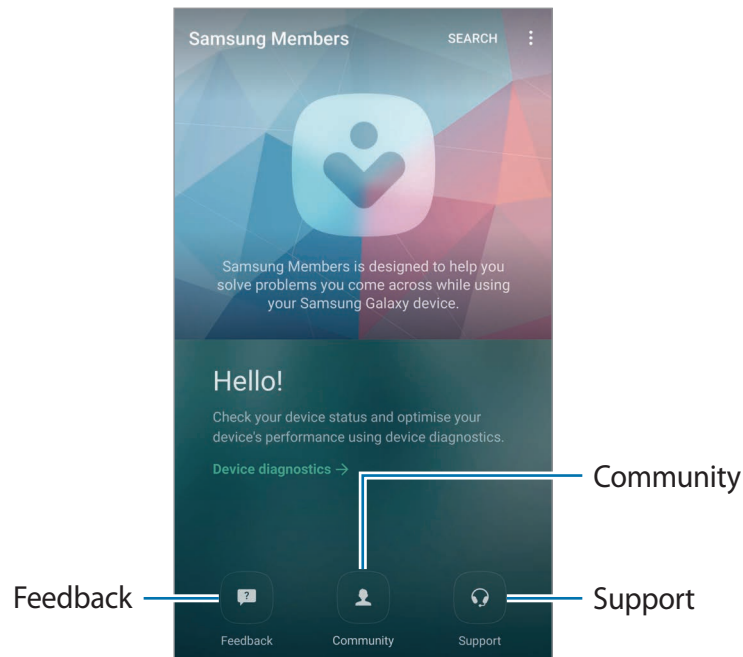 Samsung Members
SEARCH
Samsung Members is designed to help you
solve problems you come across while using
your Samsung Galaxy device.
Hello!
Check your device status and optimise your
device's performance using device diagnostics.
Device diagnostics →
Community
Feedback
Support
?
Feedback
Community
Support